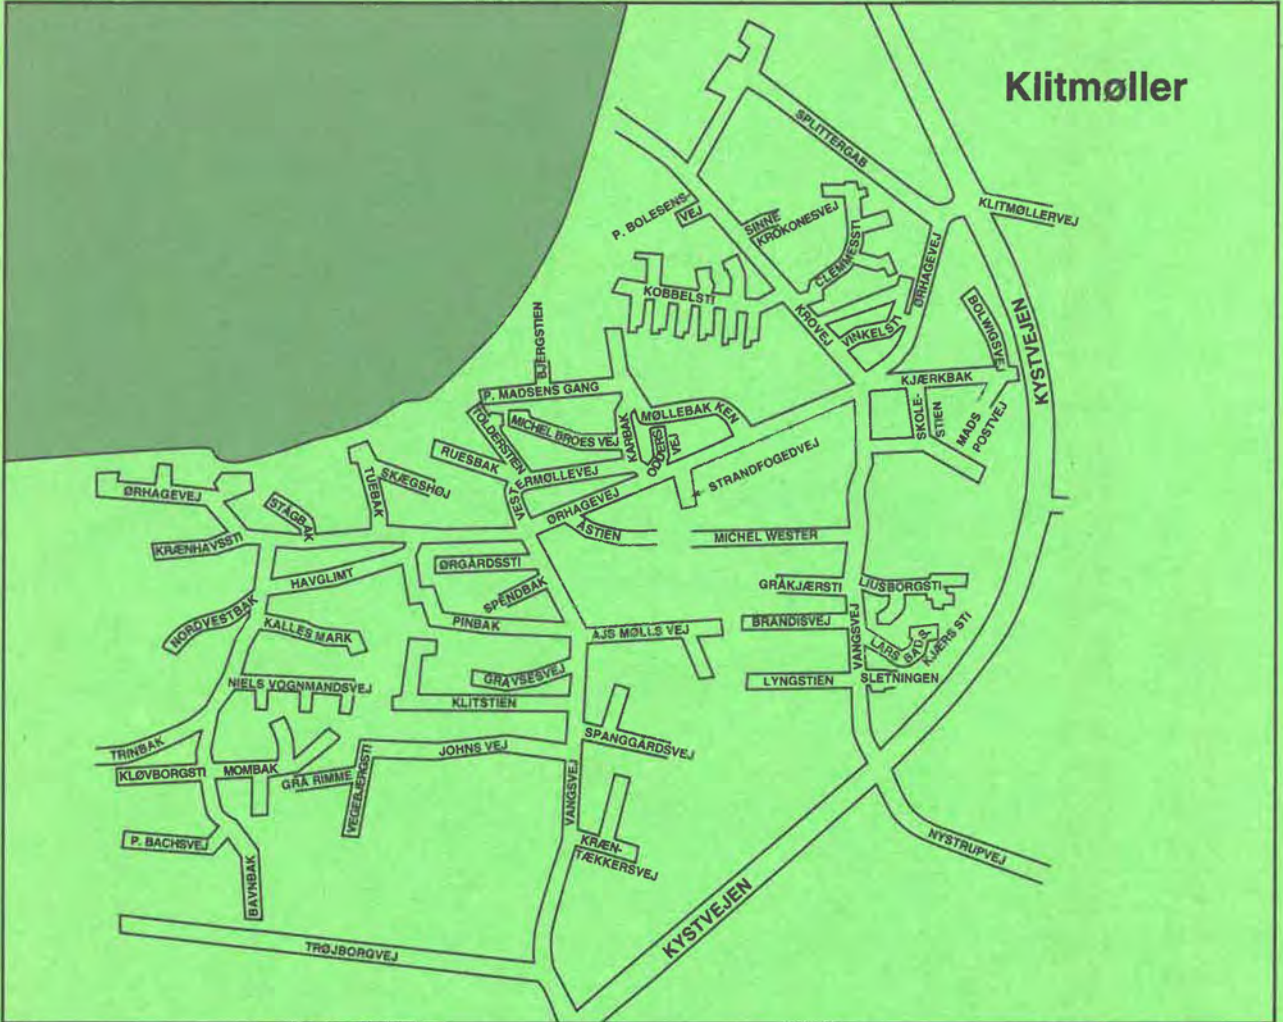 Klitmøller
SPLITTERGAB
KLITMØLLERVEJ
P. BOLESENS-
VEJ
SINNE
KROKONESVEJ
CLEMMESSTI
ØRHAGEVEJ
KOBBELSTI
KROVEJ
VINKELSTI
BOLWIGSVEJ
KYSTVEJEN
BJERGSTIEN
P. MADSENS GANG
KJÆRKBAK
SKOLE-
STIEN
MADS
POSTVEJ
TOLDERSTIEN
MICHEL BROES VEJ
KARBAK
MØLLEBAKKEN
ODDERS
VEJ
RUESBAK
VESTERMØLLEVEJ
STRANDFOGEDVEJ
ØRHAGEVEJ
SKÆGSHØJ
TUEBAK
STAGBAK
ØRHAGEVEJ
ÅSTIEN
MICHEL WESTER
KRÆNHAVSSTI
HAVGLIMT
ØRGÅRDSSTI
SPENDBAK
GRÅKJÆRSTI
LIUSBORGSTI
NORDVESTBAK
KALLES MARK
PINBAK
AJS MØLLS VEJ
BRANDISVEJ
VANGSVEJ
LARS
BADS
KJÆRS STI
NIELS VOGNMANDSVEJ
GRAVSESVEJ
KLITSTIEN
LYNGSTIEN
SLETNINGEN
TRINBAK
KLØVBORGSTI
MOMBAK
GRÅ RIMME
VEGEBJERGSTI
JOHNS VEJ
SPANGGÅRDSVEJ
VANGSVEJ
P. BACHSVEJ
BAVNBAK
KRÆN-
TÆKKERSVEJ
NYSTRUPVEJ
KYSTVEJEN
TRØJBORGVEJ